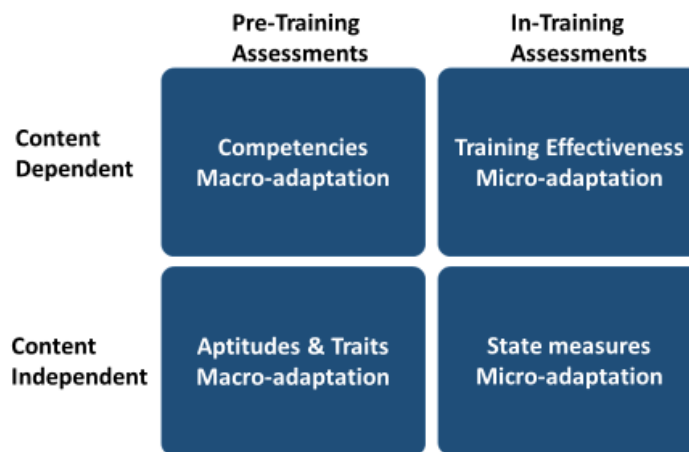 Pre-Training
Assessments
In-Training
Assessments
Content
Dependent
Competencies
Macro-adaptation
Training Effectiveness
Micro-adaptation
Content
Independent
Aptitudes & Traits
Macro-adaptation
State measures
Micro-adaptation